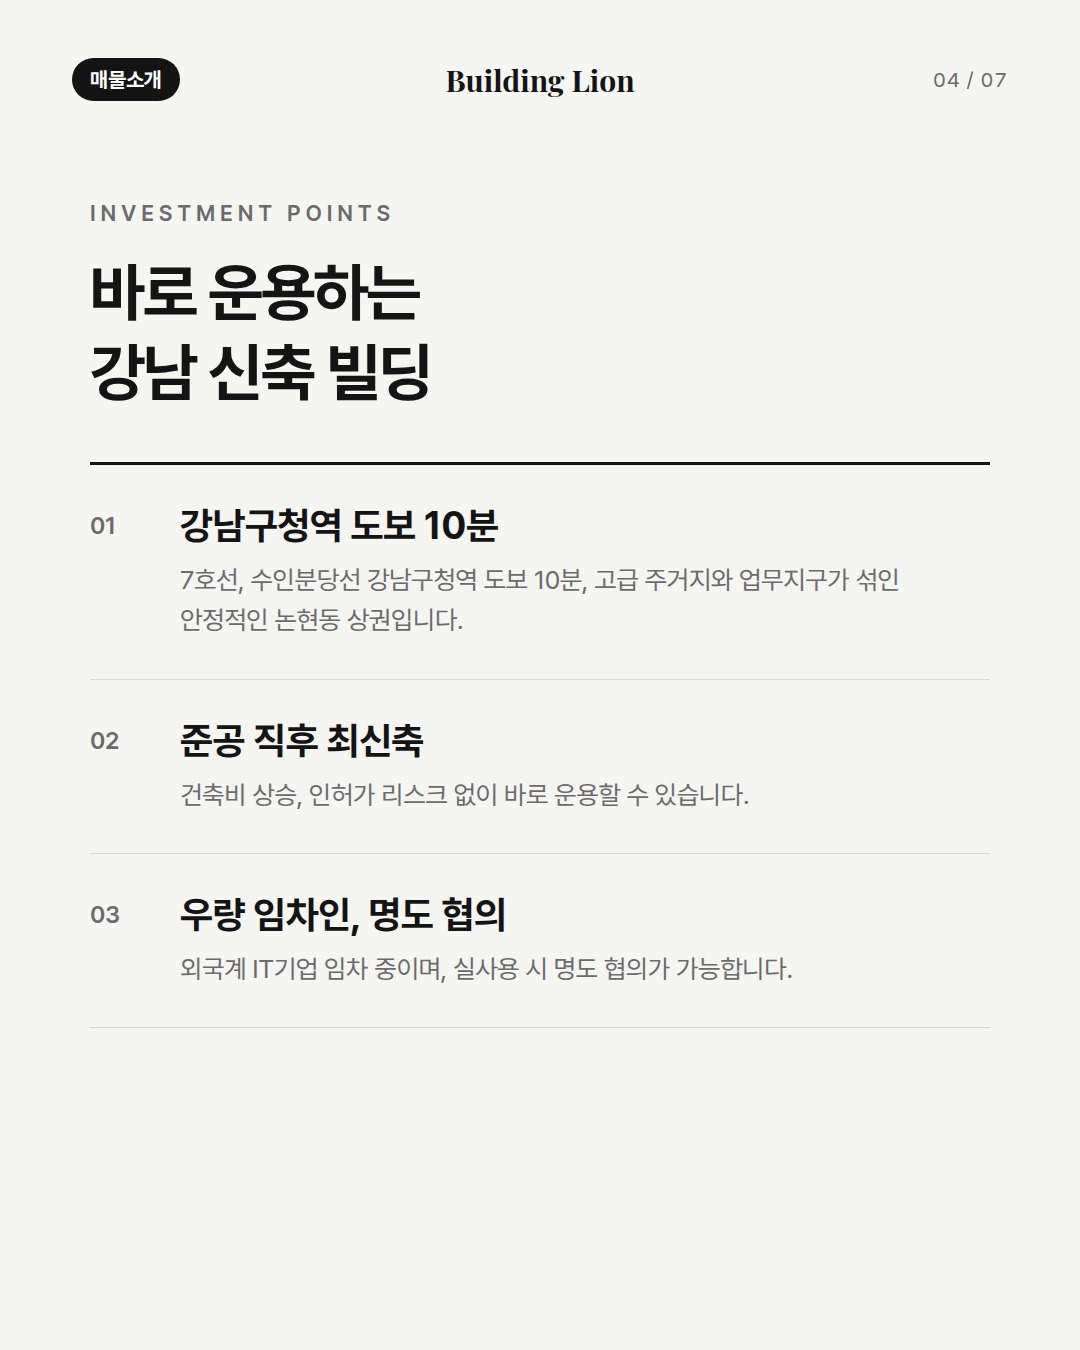 매물소개
Building Lion
04 / 07
INVESTMENT POINTS
바로 운용하는
강남 신축 빌딩
01
강남구청역 도보 10분
7호선, 수인분당선 강남구청역 도보 10분, 고급 주거지와 업무지구가 섞인
안정적인 논현동 상권입니다.
02
준공 직후 최신축
건축비 상승, 인허가 리스크 없이 바로 운용할 수 있습니다.
03
우량 임차인, 명도 협의
외국계 IT기업 임차 중이며, 실사용 시 명도 협의가 가능합니다.